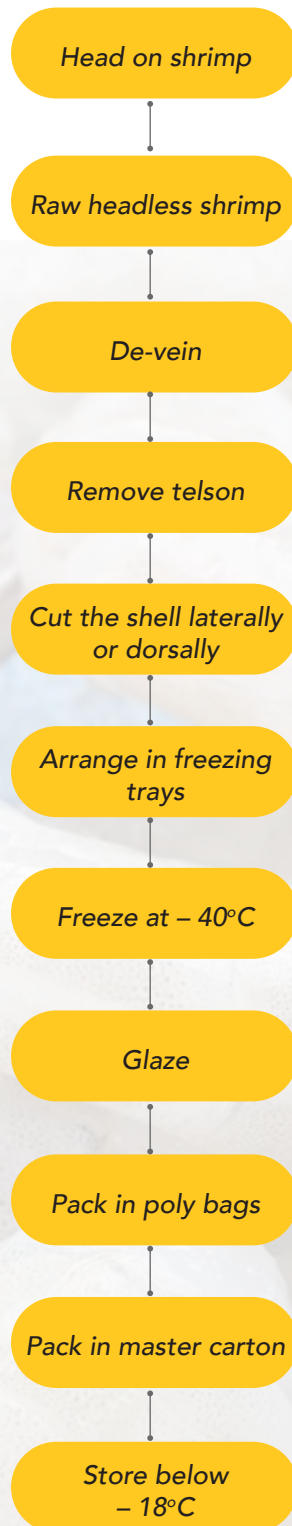 Head on shrimp
Raw headless shrimp
De-vein
Remove telson
Cut the shell laterally
or dorsally
Arrange in freezing
trays
Freeze at – 40°C
Glaze
Pack in poly bags
Pack in master carton
Store below
– 18°C